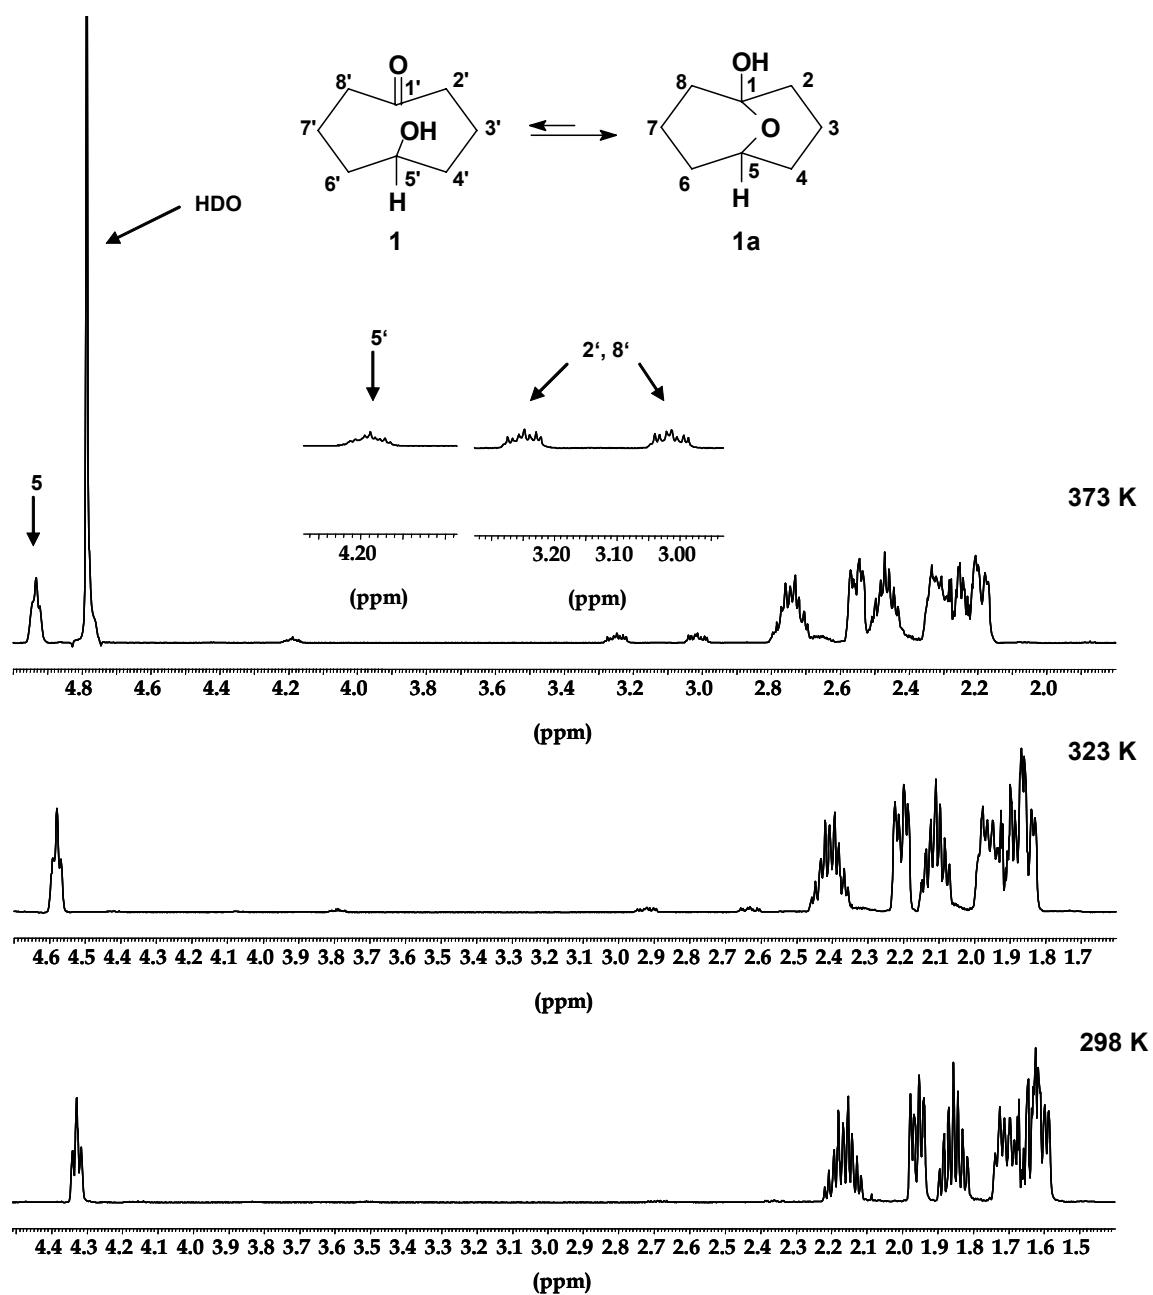 O
OH
8' 1' 2'
8 1 2
7' OH 3'
7 O 3
6' 5' 4'
6 5 4
H
H
1
1a
HDO
5‘
2‘, 8‘
5
373 K
4.20
3.20 3.10 3.00
(ppm)
(ppm)
4.8 4.6 4.4 4.2 4.0 3.8 3.6 3.4 3.2 3.0 2.8 2.6 2.4 2.2 2.0
(ppm)
323 K
4.6 4.5 4.4 4.3 4.2 4.1 4.0 3.9 3.8 3.7 3.6 3.5 3.4 3.3 3.2 3.1 3.0 2.9 2.8 2.7 2.6 2.5 2.4 2.3 2.2 2.1 2.0 1.9 1.8 1.7
(ppm)
298 K
4.4 4.3 4.2 4.1 4.0 3.9 3.8 3.7 3.6 3.5 3.4 3.3 3.2 3.1 3.0 2.9 2.8 2.7 2.6 2.5 2.4 2.3 2.2 2.1 2.0 1.9 1.8 1.7 1.6 1.5
(ppm)